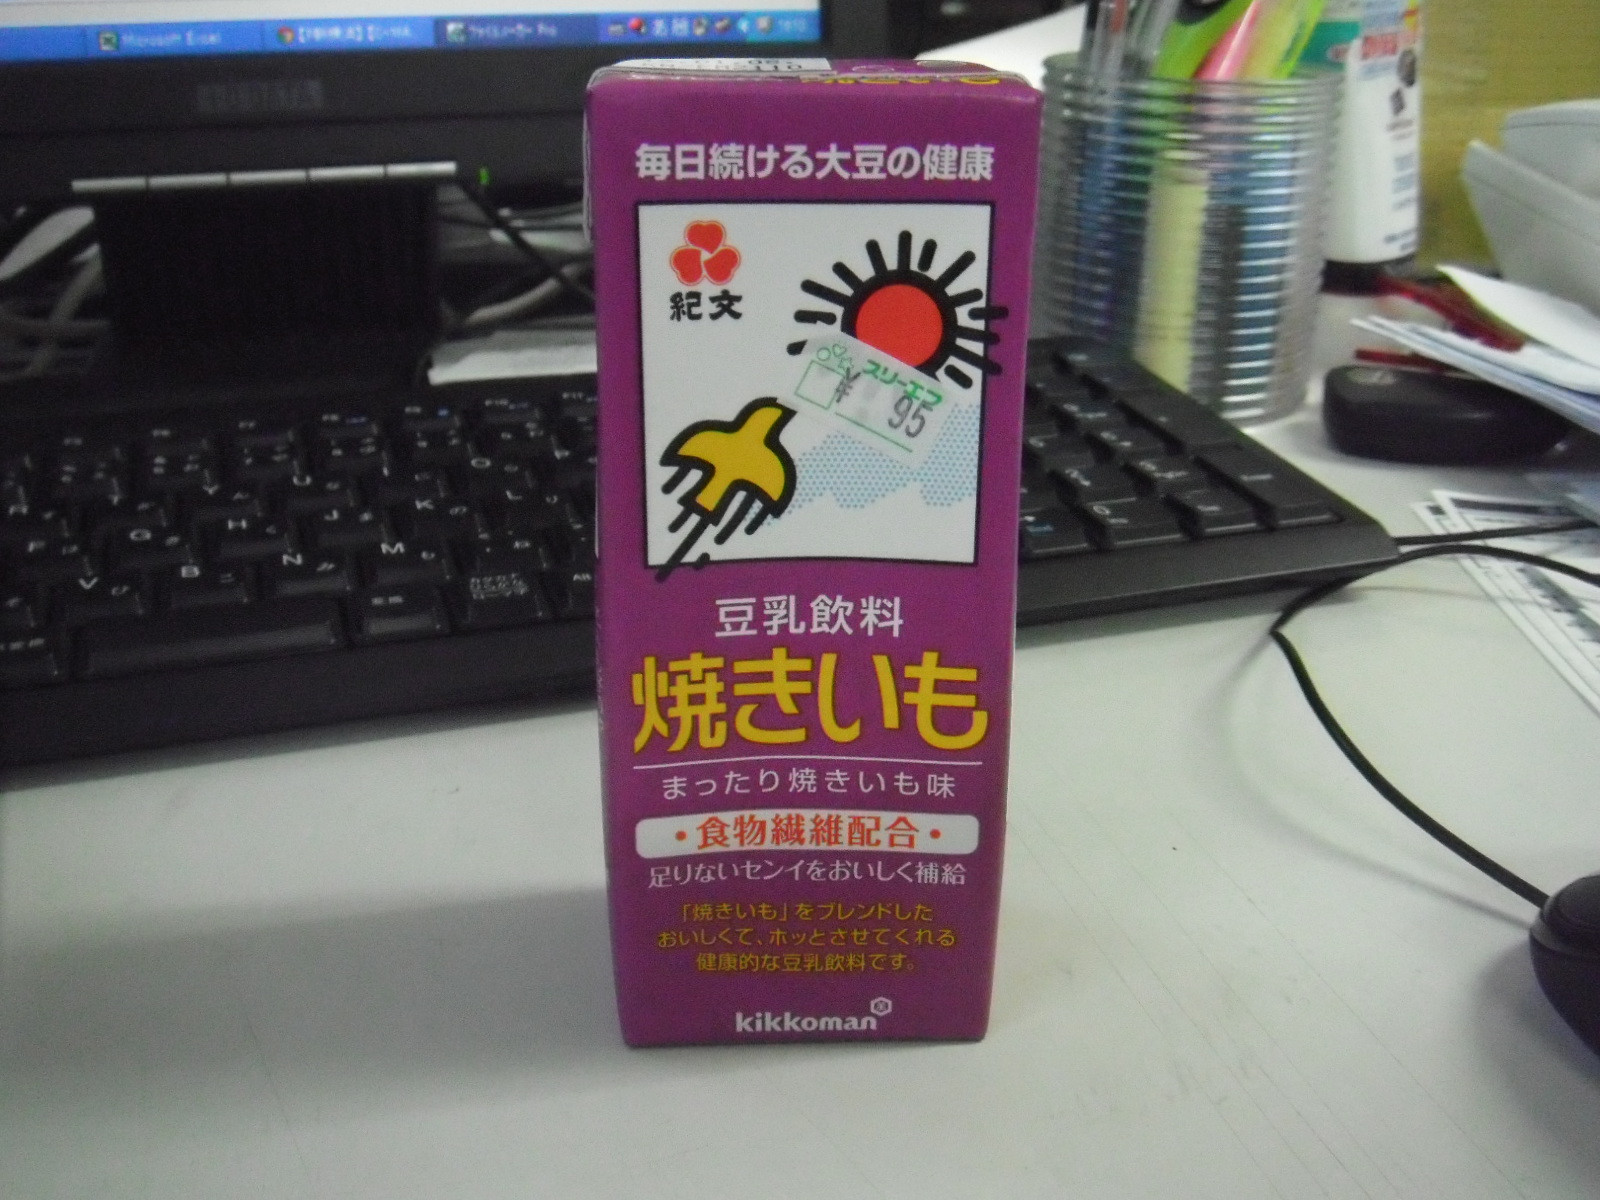 Microsoft Excel
毎日続ける大豆の健康
紀文
スリーエフ
¥ 95
豆乳飲料
焼きいも
まったり焼きいも味
・食物繊維配合・
足りないセンイをおいしく補給
「焼きいも」をブレンドした
おいしくて、ホッとさせてくれる
健康的な豆乳飲料です。
kikkoman